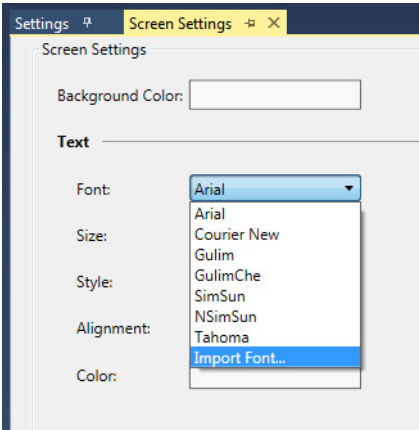 Settings Screen Settings
Screen Settings
Background Color:
Text
Font: Arial
Arial
Size: Courier New
Gulim
Style: GulimChe
SimSun
NSimSun
Alignment: Tahoma
Import Font...
Color: